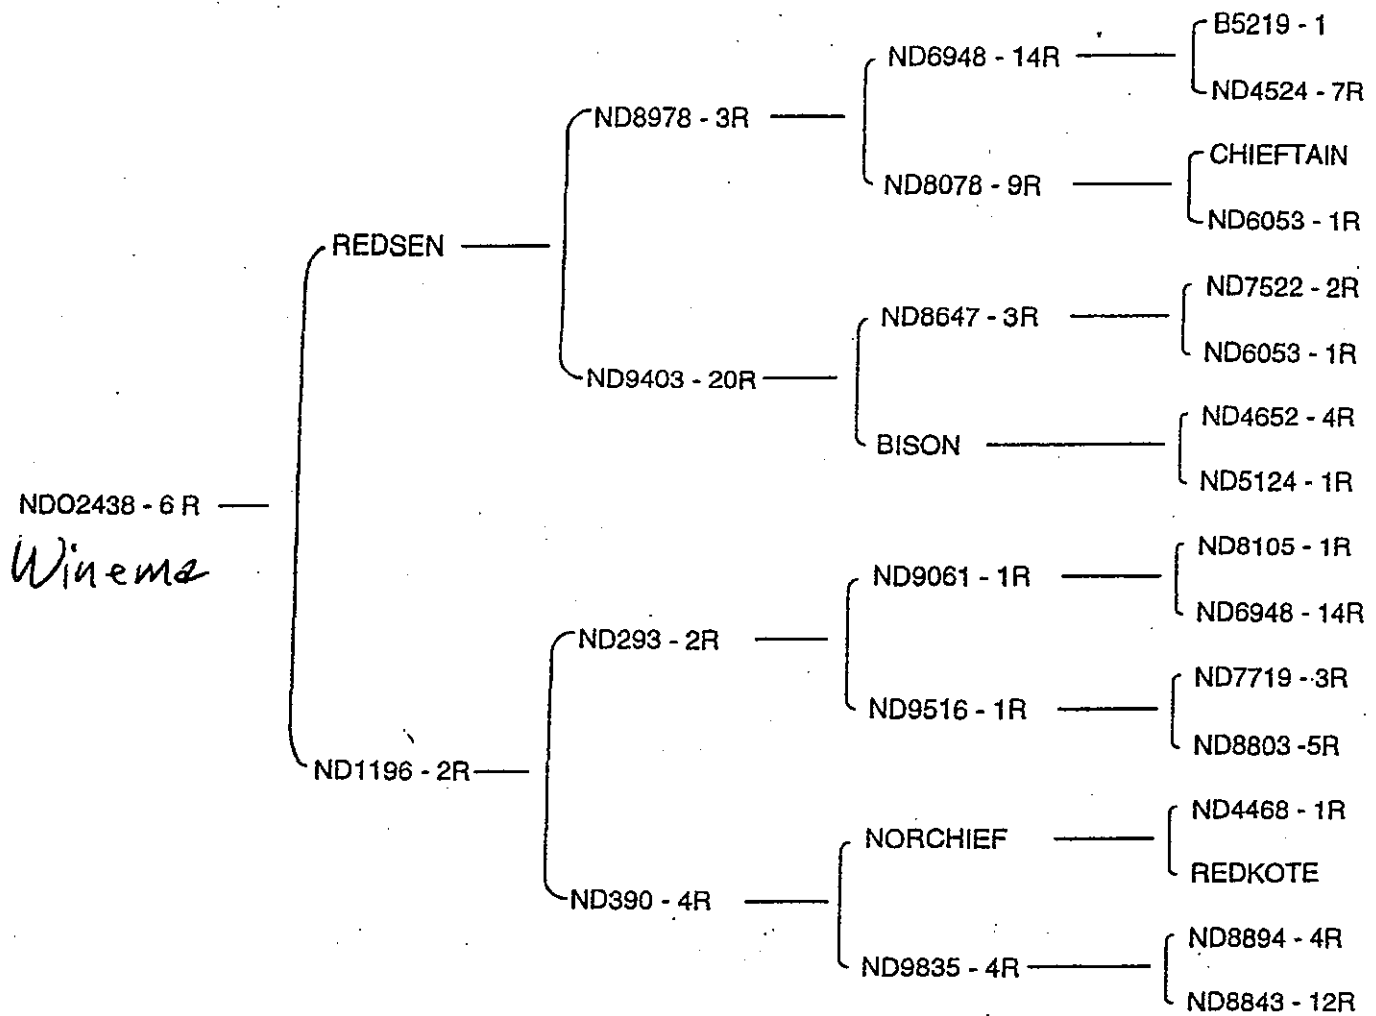 B5219 - 1
ND6948 - 14R
ND4524 - 7R
ND8978 - 3R
CHIEFTAIN
ND8078 - 9R
ND6053 - 1R
REDSEN
ND7522 - 2R
ND8647 - 3R
ND6053 - 1R
ND9403 - 20R
ND4652 - 4R
BISON
ND5124 - 1R
NDO2438 - 6 R
Winema
ND8105 - 1R
ND9061 - 1R
ND6948 - 14R
ND293 - 2R
ND7719 - 3R
ND9516 - 1R
ND8803 -5R
ND1196 - 2R
ND4468 - 1R
NORCHIEF
REDKOTE
ND390 - 4R
ND8894 - 4R
ND9835 - 4R
ND8843 - 12R